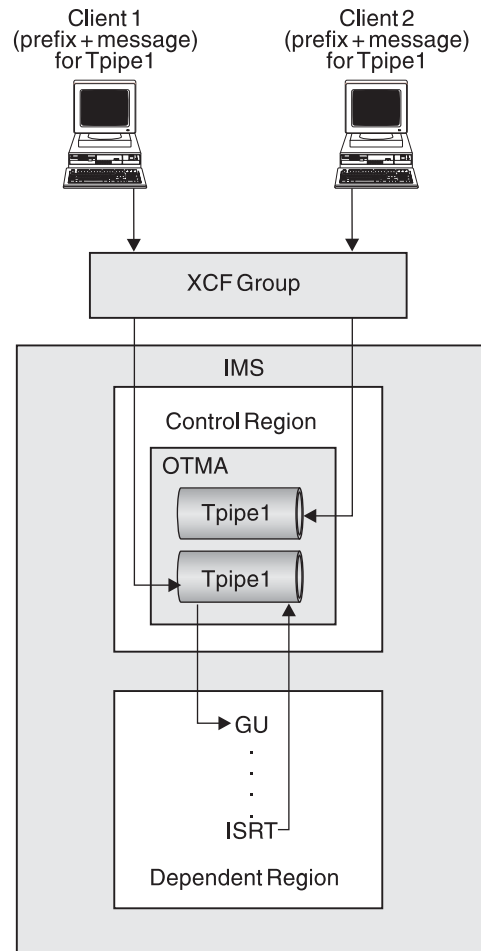 Client 1
(prefix + message)
for Tpipe1
Client 2
(prefix + message)
for Tpipe1
XCF Group
IMS
Control Region
OTMA
Tpipe1
Tpipe1
GU
ISRT
Dependent Region